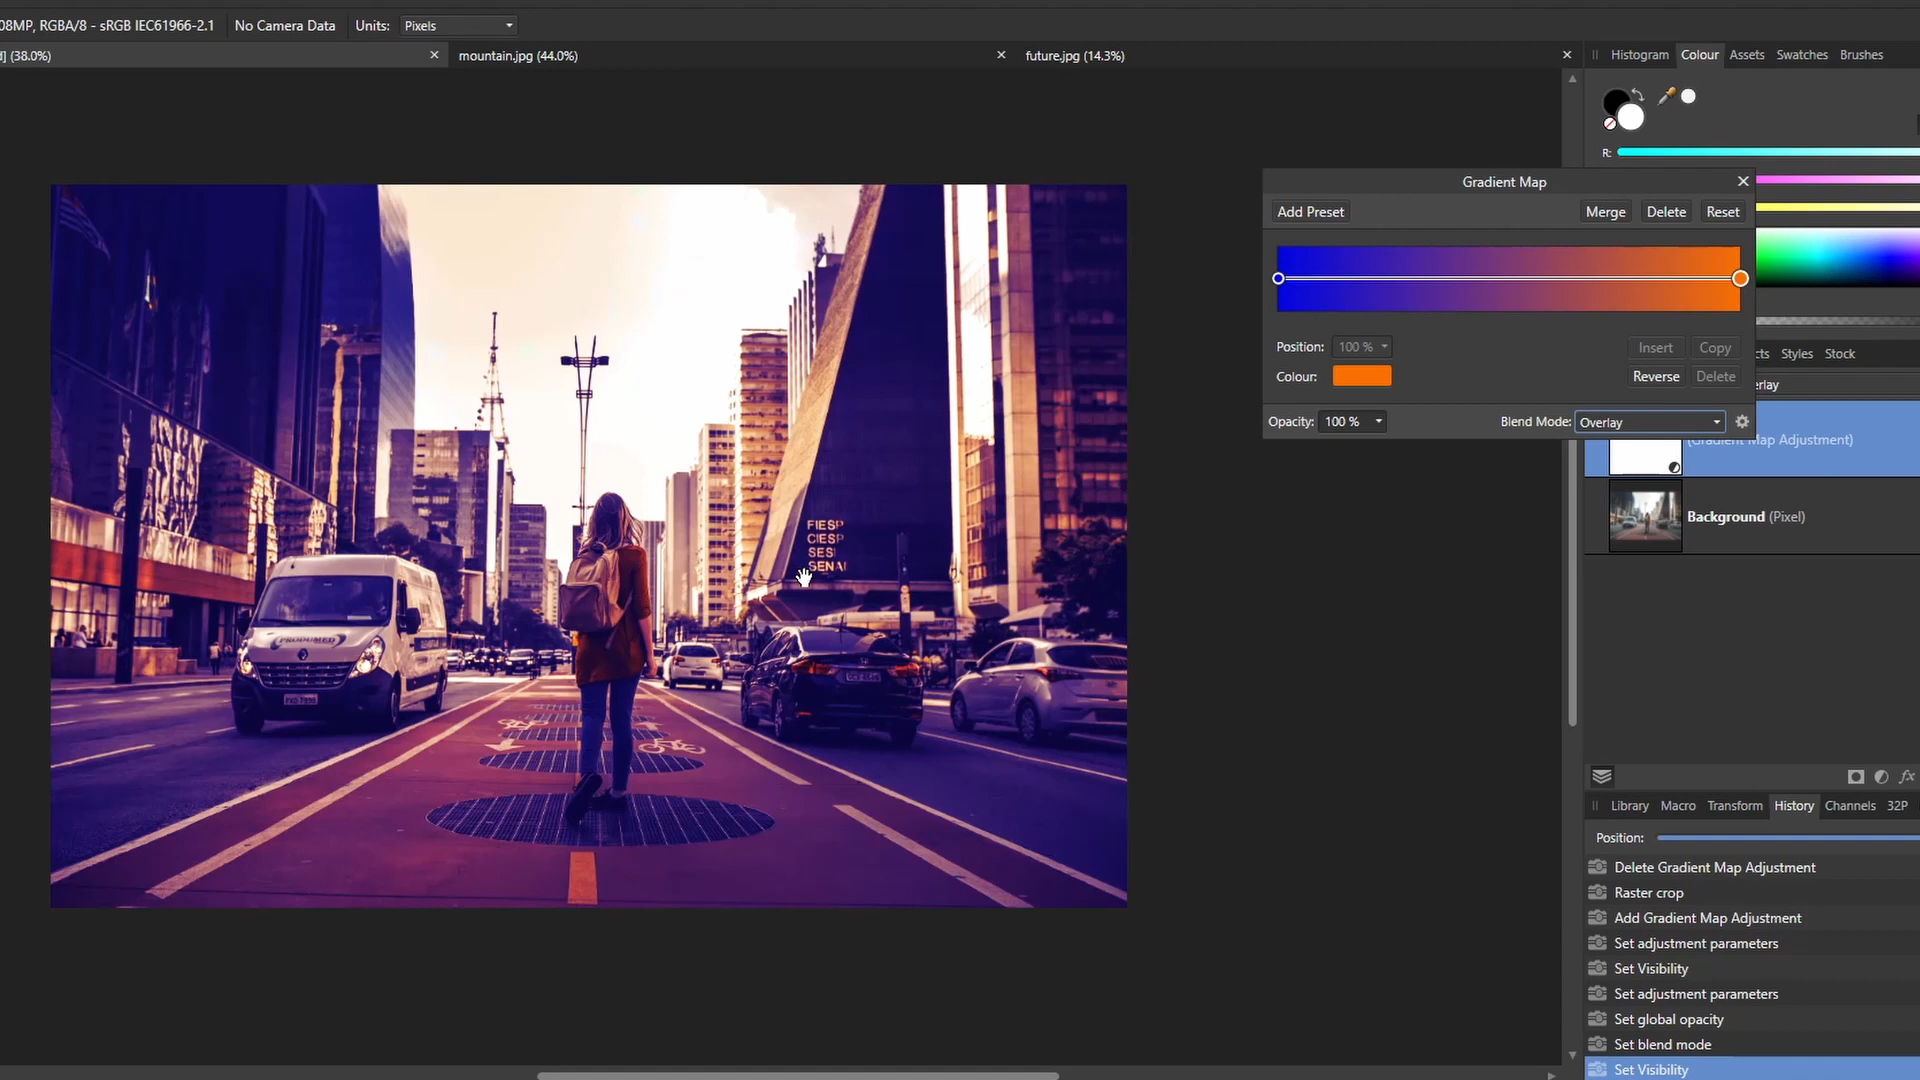 08MP, RGBA/8 - sRGB IEC61966-2.1
No Camera Data
Units:
Pixels
(38.0%)
mountain.jpg (44.0%)
future.jpg (14.3%)
Histogram
Colour
Assets
Swatches
Brushes
R:
Gradient Map
Add Preset
Merge
Delete
Reset
Position:
100 %
Insert
Copy
Colour:
Reverse
Delete
Opacity:
100 %
Blend Mode:
Overlay
Styles
Stock
(Gradient Map Adjustment)
Background (Pixel)
Library
Macro
Transform
History
Channels
32P
Position:
Delete Gradient Map Adjustment
Raster crop
Add Gradient Map Adjustment
Set adjustment parameters
Set Visibility
Set adjustment parameters
Set global opacity
Set blend mode
Set Visibility
FIESP
CIESP
SESI
SENAI
PRODUMED